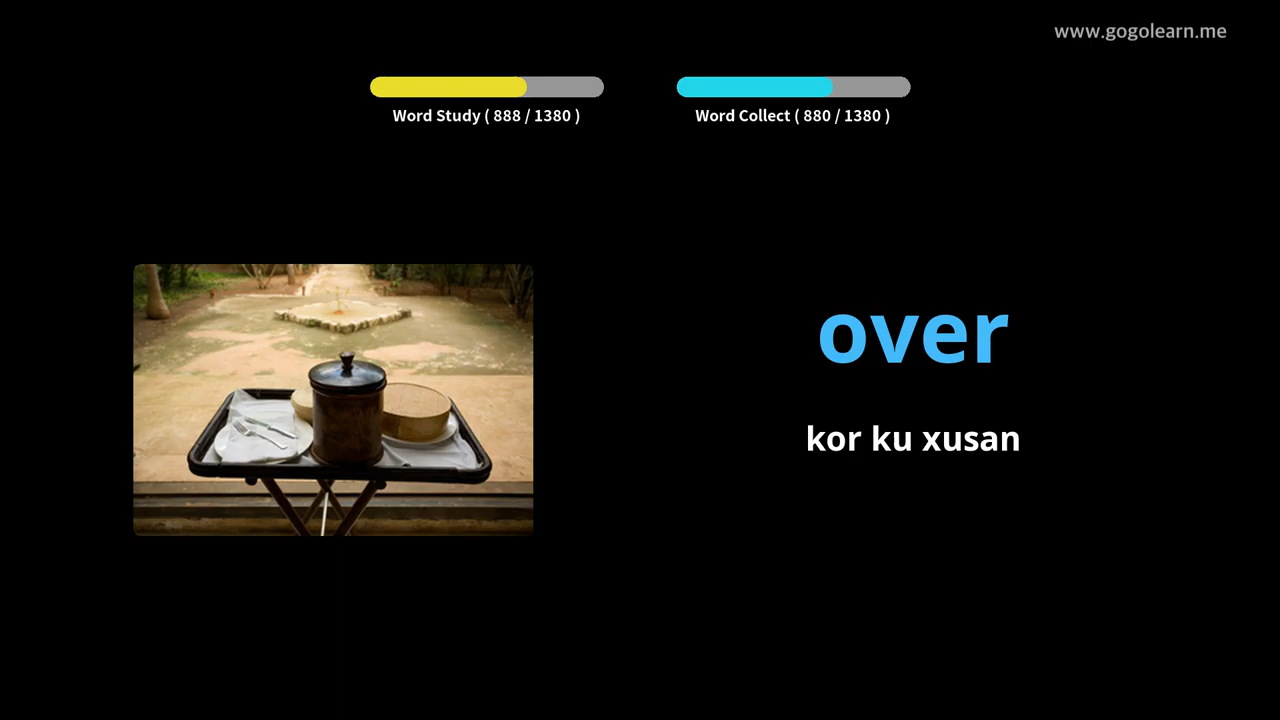 www.gogolearn.me
Word Study ( 888 / 1380 )
Word Collect ( 880 / 1380 )
over
kor ku xusan